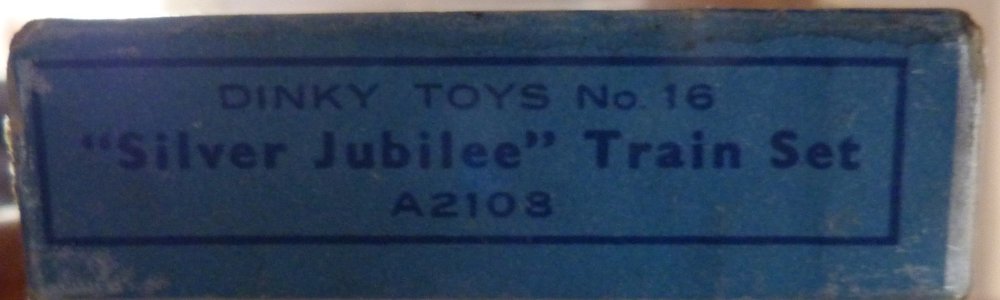 DINKY TOYS No. 16
"Silver Jubilee" Train Set
A2108